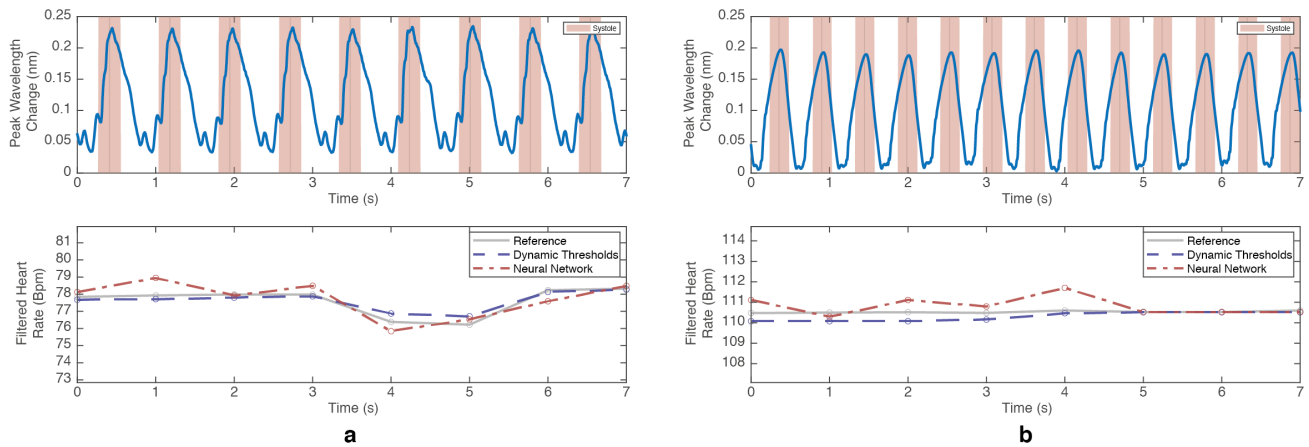 Peak Wavelength
Change (nm)
0.25
0.2
0.15
0.1
0.05
0
Systole
0 1 2 3 4 5 6 7
Time (s)
Filtered Heart
Rate (Bpm)
81
79
78
77
76
74
73
Reference
Dynamic Thresholds
Neural Network
0 1 2 3 4 5 6 7
Time (s)
a
Peak Wavelength
Change (nm)
0.25
0.2
0.15
0.1
0.05
0
Systole
0 1 2 3 4 5 6 7
Time (s)
Filtered Heart
Rate (Bpm)
114
112
111
110
108
Reference
Dynamic Thresholds
Neural Network
0 1 2 3 4 5 6 7
Time (s)
b